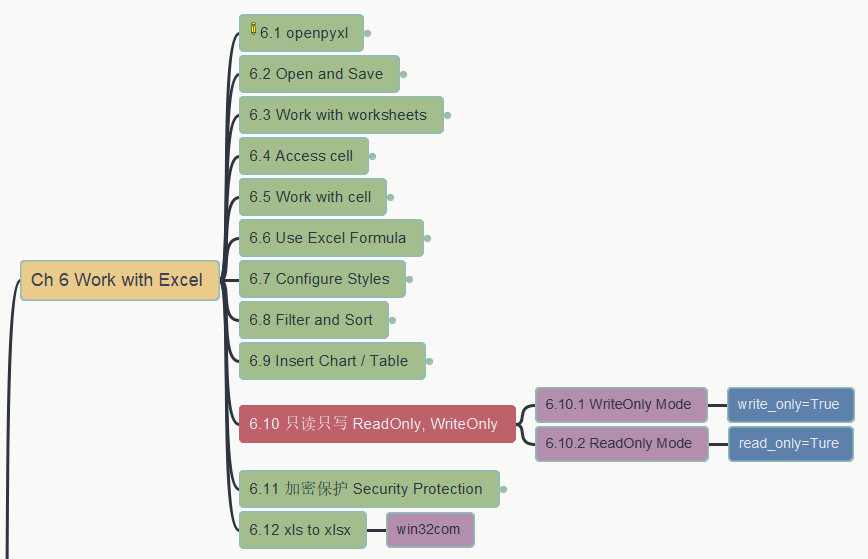 6.1 openpyxl
6.2 Open and Save
6.3 Work with worksheets
6.4 Access cell
6.5 Work with cell
6.6 Use Excel Formula
Ch 6 Work with Excel
6.7 Configure Styles
6.8 Filter and Sort
6.9 Insert Chart / Table
6.10 只读只写 ReadOnly, WriteOnly
6.10.1 WriteOnly Mode
write_only=True
6.10.2 ReadOnly Mode
read_only=Ture
6.11 加密保护 Security Protection
6.12 xls to xlsx
win32com